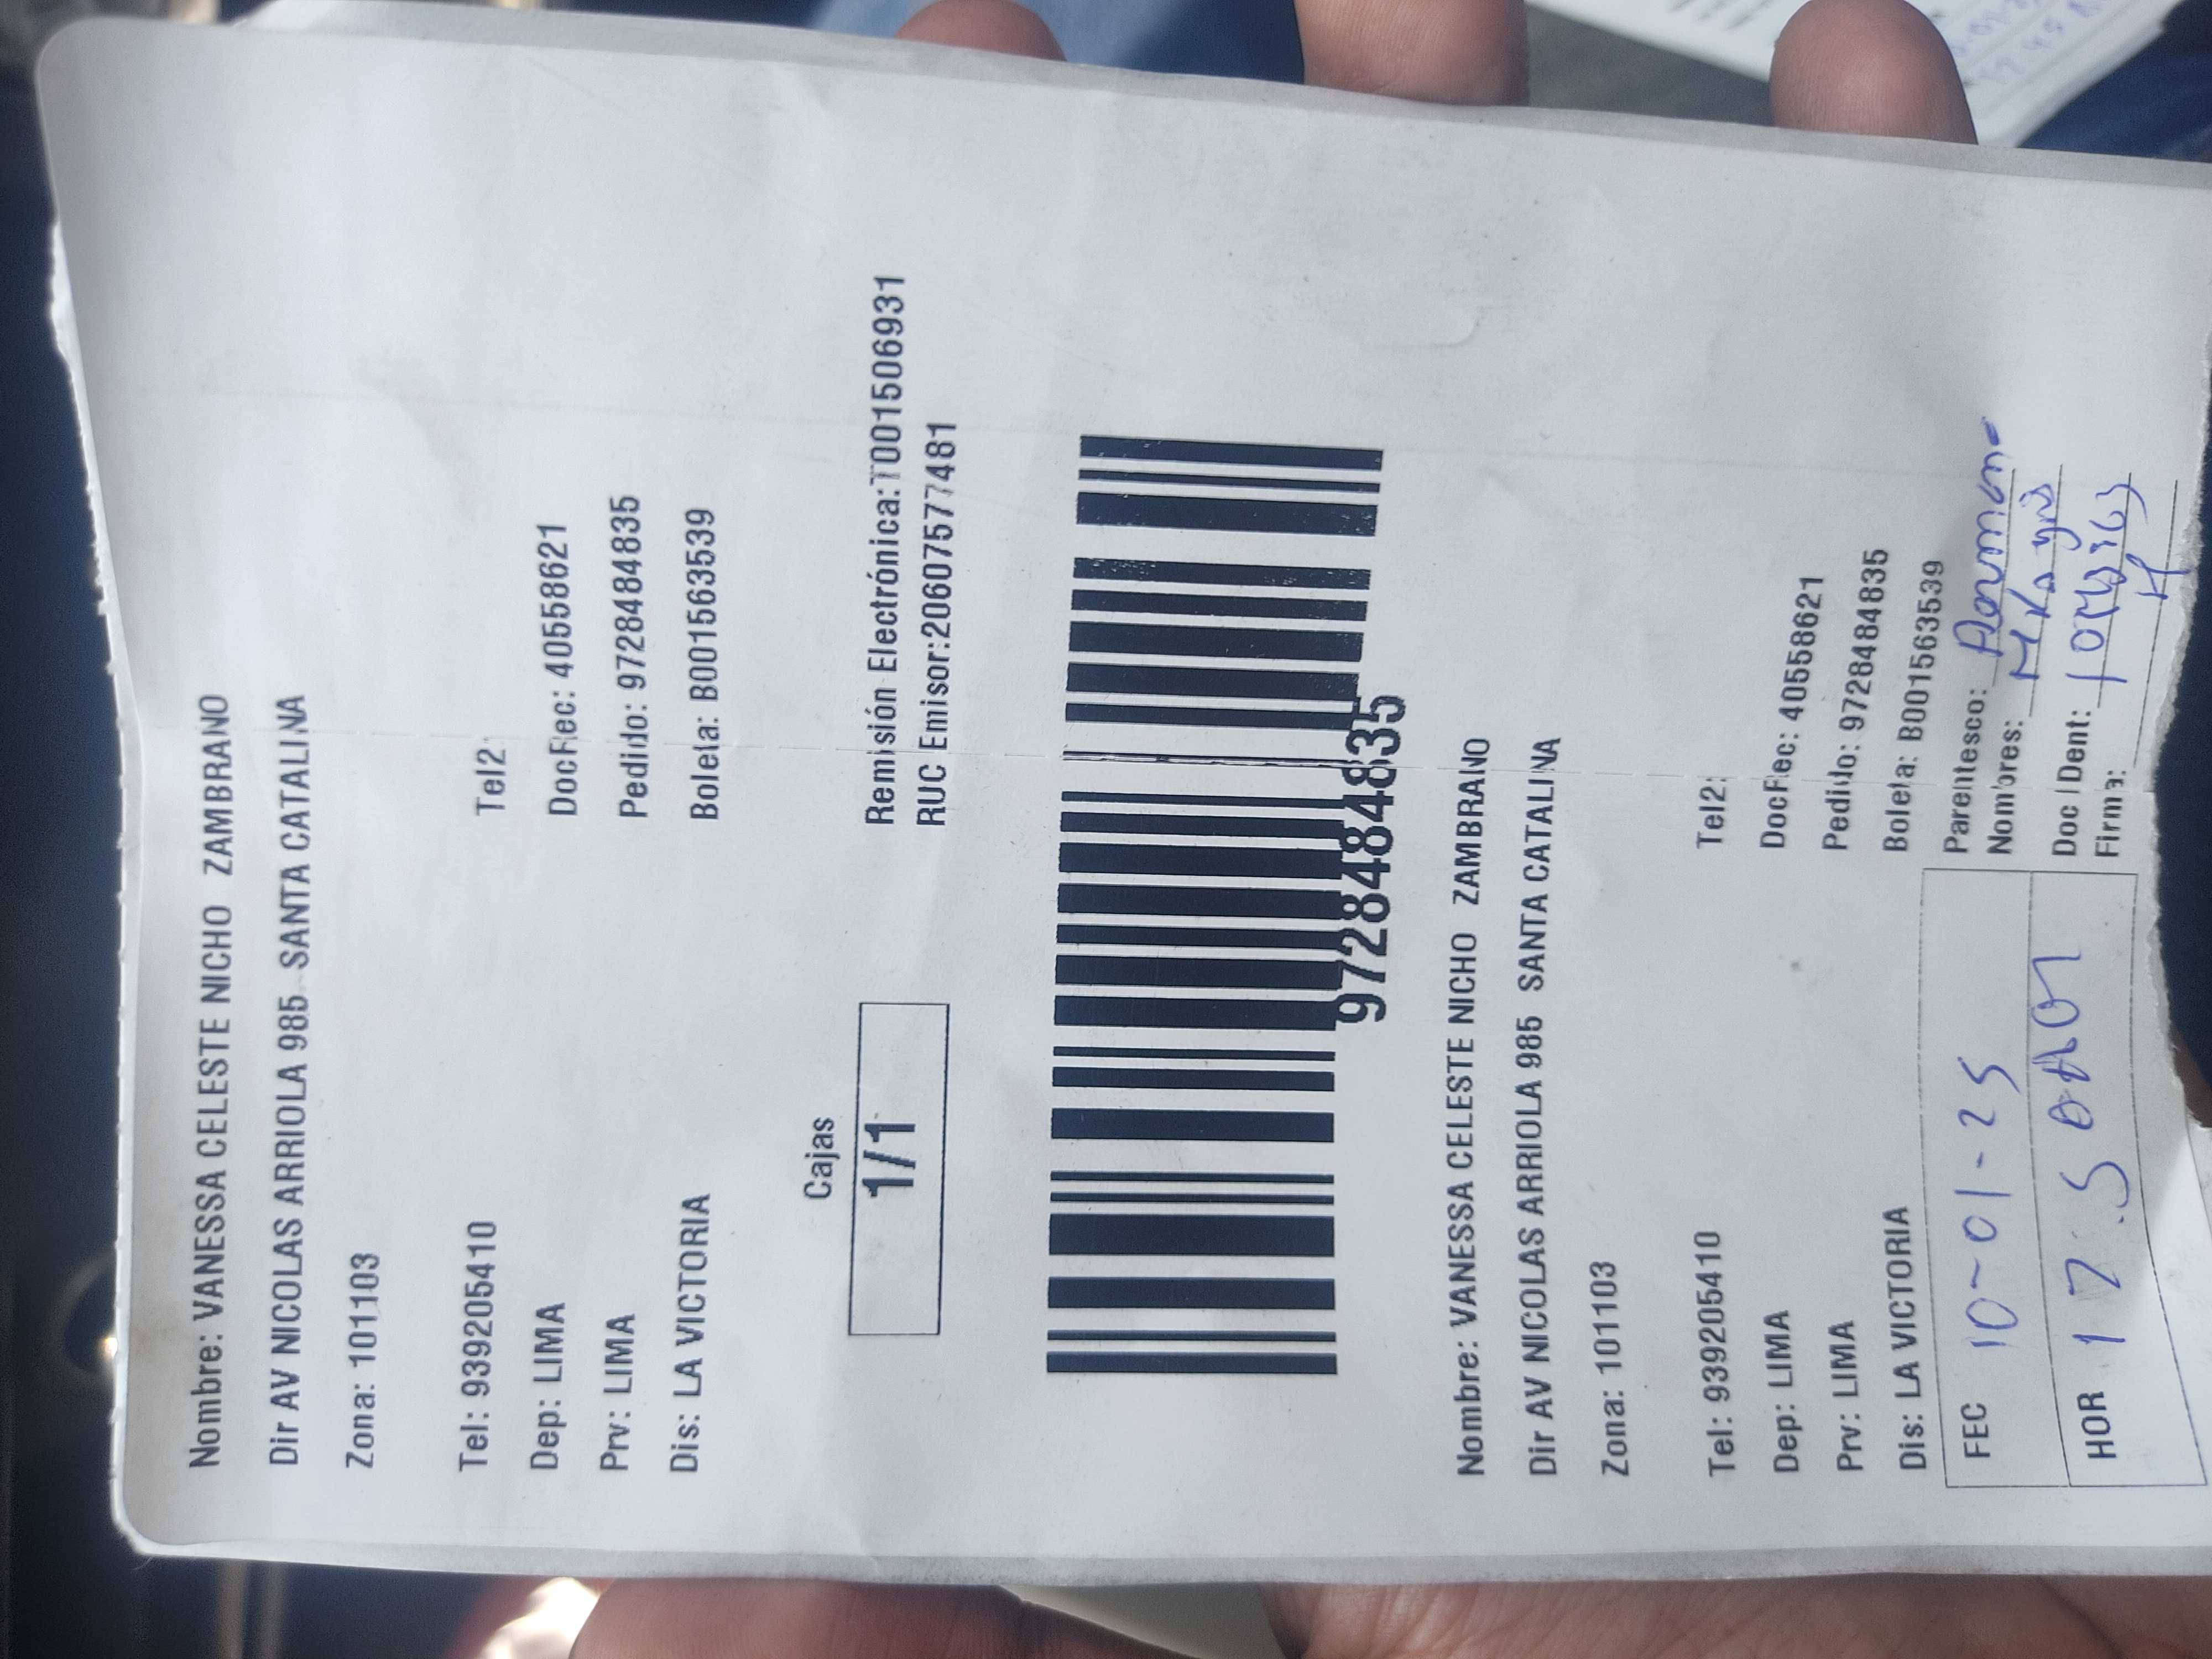 Nombre: VANESSA CELESTE NICHO ZAMBRANO
Dir AV NICOLAS ARRIOLA 985 SANTA CATALINA
Zona: 101103
Tel: 939205410 Tel2:
Dep: LIMA DocRec: 40558621
Prv: LIMA Pedido: 9728484835
Dis: LA VICTORIA Boleta: B001563539
Cajas
1/1
Remisión Electrónica:T001506931
RUC Emisor:20607577481
9728484835
Nombre: VANESSA CELESTE NICHO ZAMBRANO
Dir AV NICOLAS ARRIOLA 985 SANTA CATALINA
Zona: 101103
Tel: 939205410 Tel2:
Dep: LIMA DocRec: 40558621
Prv: LIMA Pedido: 9728484835
Dis: LA VICTORIA Boleta: B001563539
FEC 10-01-25 Parentesco:
Nombres:
HOR Doc IDent:
Firma: